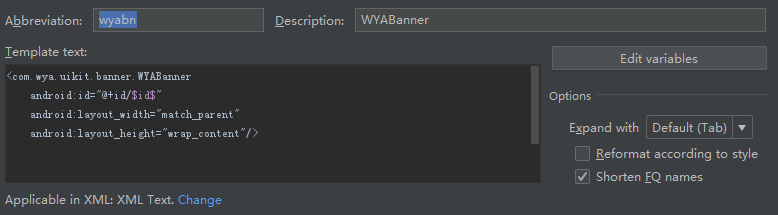 Abbreviation: wyabn Description: WYABanner
Template text:
<com.wya.uikit.banner.WYABanner
android:id="@+id/$id$"
android:layout_width="match_parent"
android:layout_height="wrap_content"/>
Edit variables
Options
Expand with Default (Tab)
Reformat according to style
Shorten FQ names
Applicable in XML: XML Text. Change